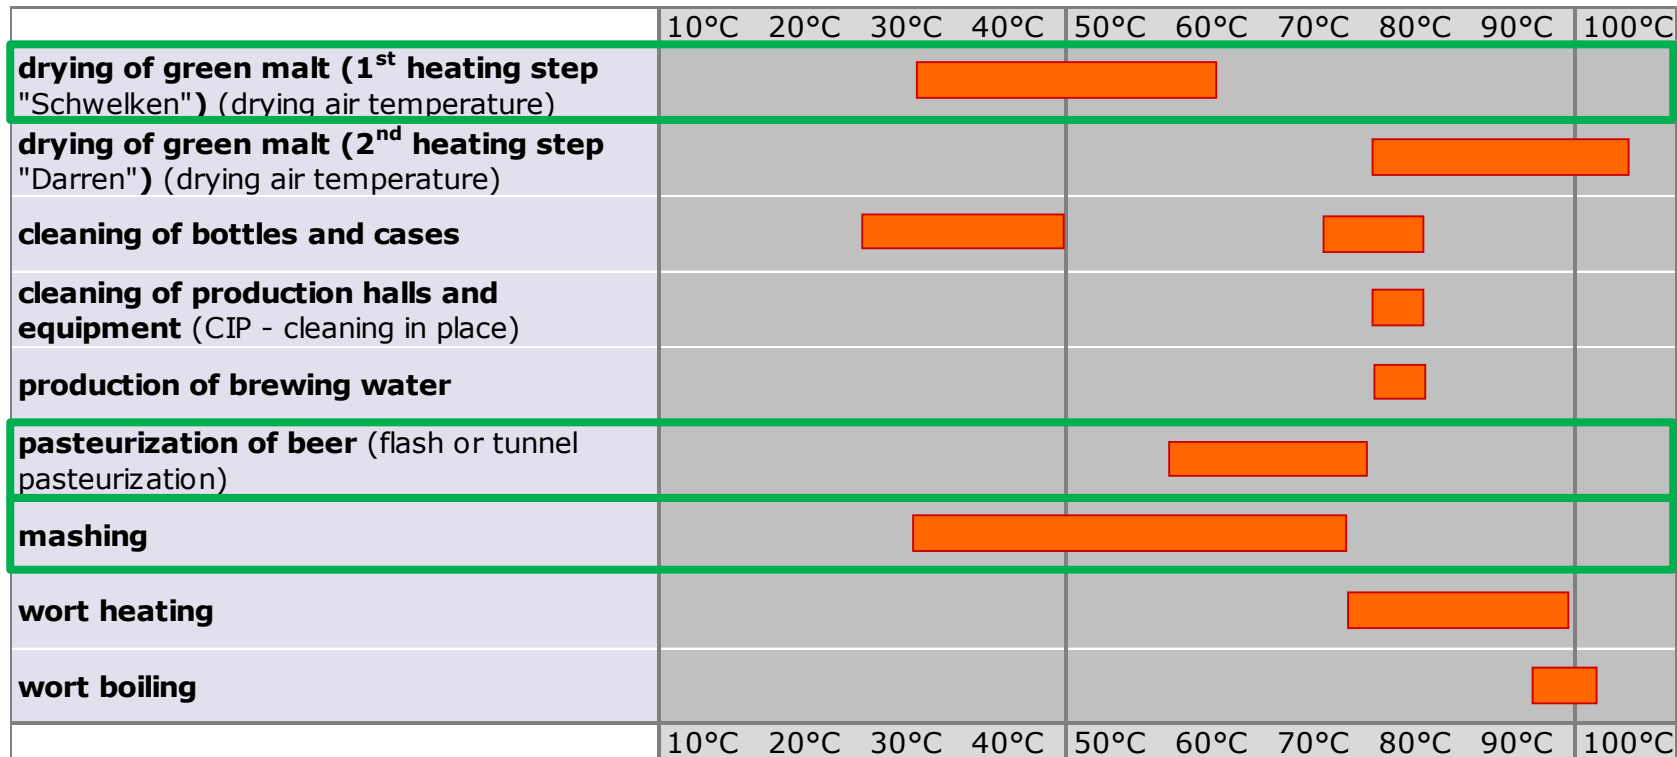 10°C 20°C 30°C 40°C 50°C 60°C 70°C 80°C 90°C 100°C
drying of green malt (1st heating step
"Schwelken") (drying air temperature)
drying of green malt (2nd heating step
"Darren") (drying air temperature)
cleaning of bottles and cases
cleaning of production halls and
equipment (CIP - cleaning in place)
production of brewing water
pasteurization of beer (flash or tunnel
pasteurization)
mashing
wort heating
wort boiling
10°C 20°C 30°C 40°C 50°C 60°C 70°C 80°C 90°C 100°C